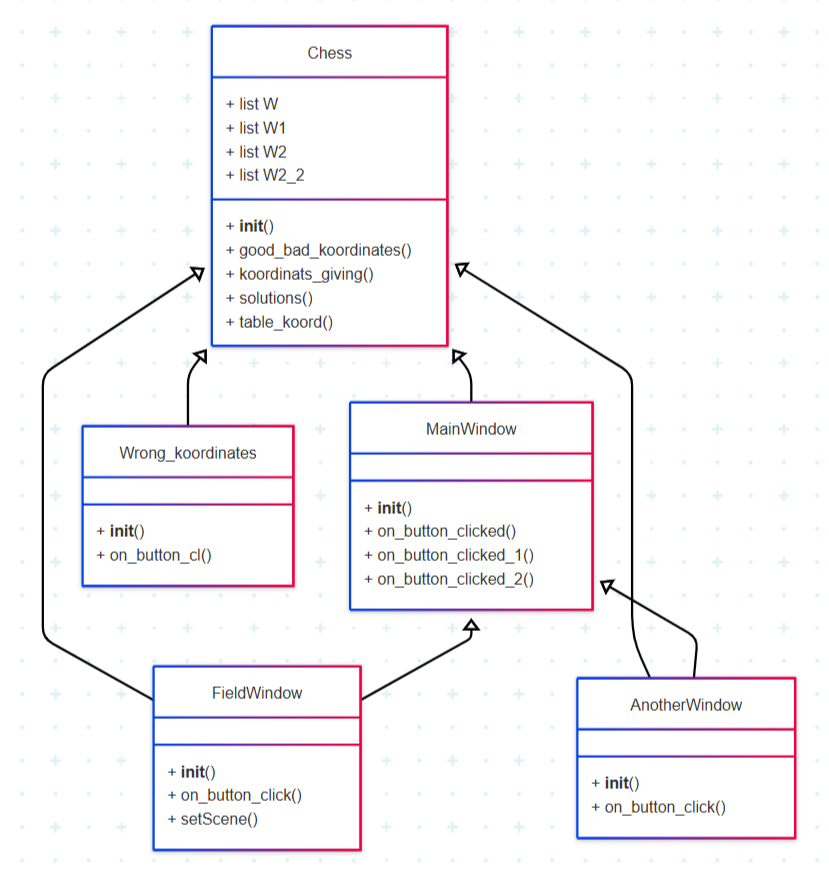 Chess
+ list W
+ list W1
+ list W2
+ list W2_2
+ init()
+ good_bad_koordinates()
+ koordinats_giving()
+ solutions()
+ table_koord()
Wrong_koordinates
+ init()
+ on_button_cl()
MainWindow
+ init()
+ on_button_clicked()
+ on_button_clicked_1()
+ on_button_clicked_2()
FieldWindow
+ init()
+ on_button_click()
+ setScene()
AnotherWindow
+ init()
+ on_button_click()